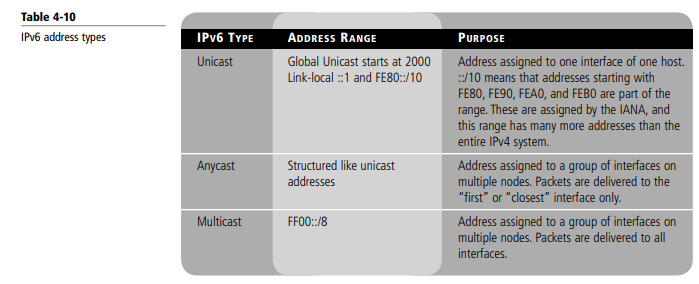 Table 4-10
IPv6 address types
IPV6 TYPE ADDRESS RANGE PURPOSE
Unicast Global Unicast starts at 2000 Address assigned to one interface of one host.
Link-local ::1 and FE80::/10 ::/10 means that addresses starting with
FE80, FE90, FEA0, and FEB0 are part of the
range. These are assigned by the IANA, and
this range has many more addresses than the
entire IPv4 system.
Anycast Structured like unicast Address assigned to a group of interfaces on
addresses multiple nodes. Packets are delivered to the
“first” or “closest” interface only.
Multicast FF00::/8 Address assigned to a group of interfaces on
multiple nodes. Packets are delivered to all
interfaces.